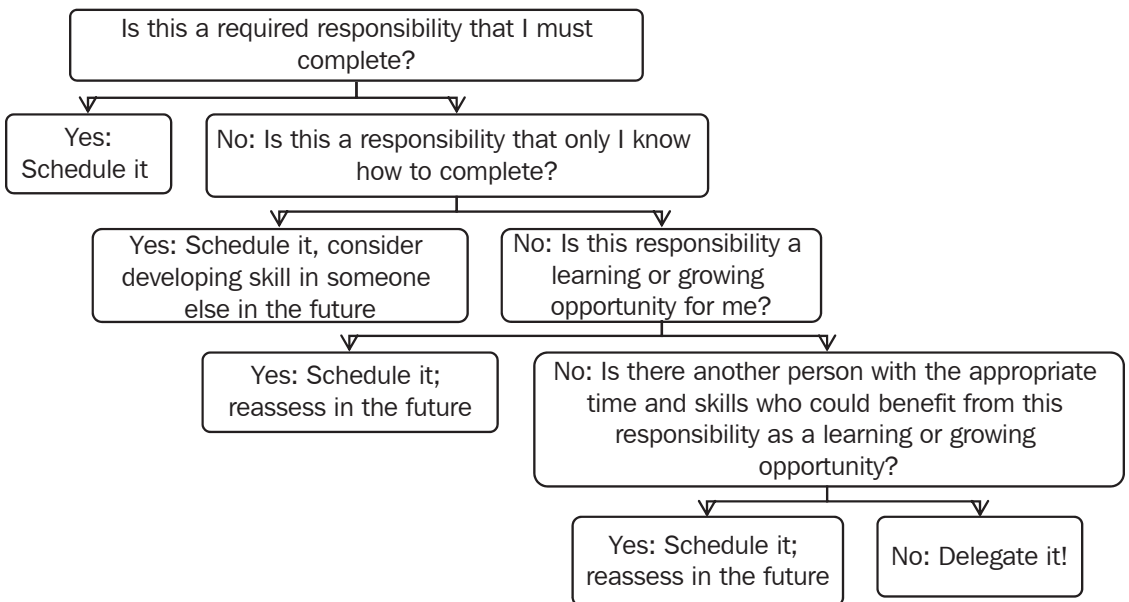 Is this a required responsibility that I must
complete?
Yes:
Schedule it
No: Is this a responsibility that only I know
how to complete?
Yes: Schedule it, consider
developing skill in someone
else in the future
No: Is this responsibility a
learning or growing
opportunity for me?
Yes: Schedule it;
reassess in the future
No: Is there another person with the appropriate
time and skills who could benefit from this
responsibility as a learning or growing
opportunity?
Yes: Schedule it;
reassess in the future
No: Delegate it!